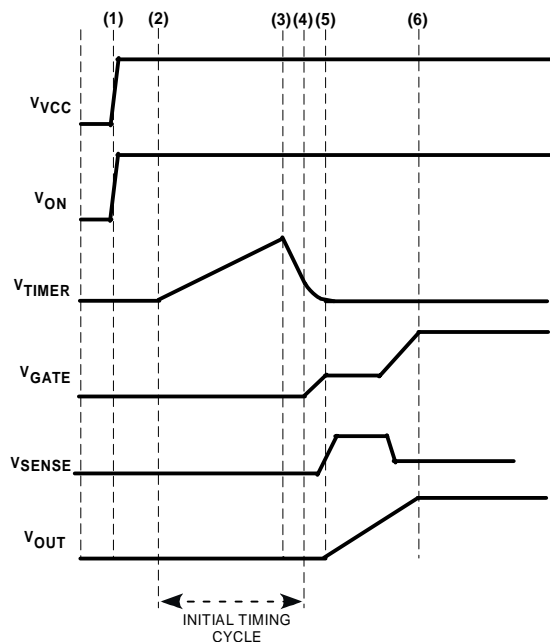 (1) (2) (3) (4) (5) (6)
VVCC
VON
VTIMER
VGATE
VSENSE
VOUT
INITIAL TIMING
CYCLE